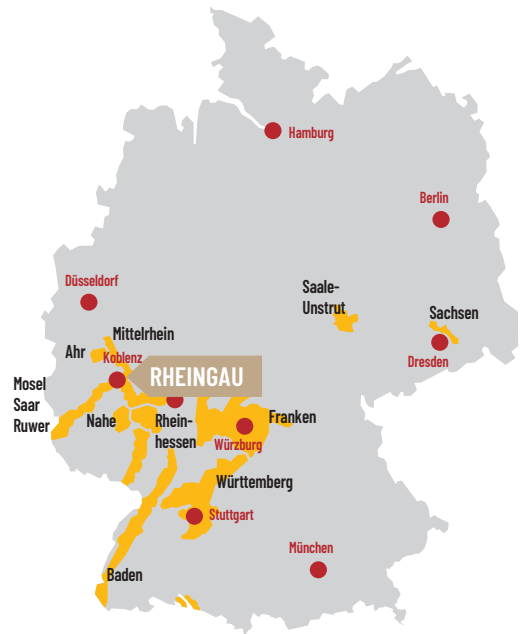 Hamburg
Berlin
Düsseldorf
Saale-
Unstrut
Sachsen
Mittelrhein
Ahr
Koblenz
Dresden
RHEINGAU
Mosel
Saar
Ruwer
Nahe
Rhein-
hessen
Franken
Würzburg
Württemberg
Stuttgart
München
Baden